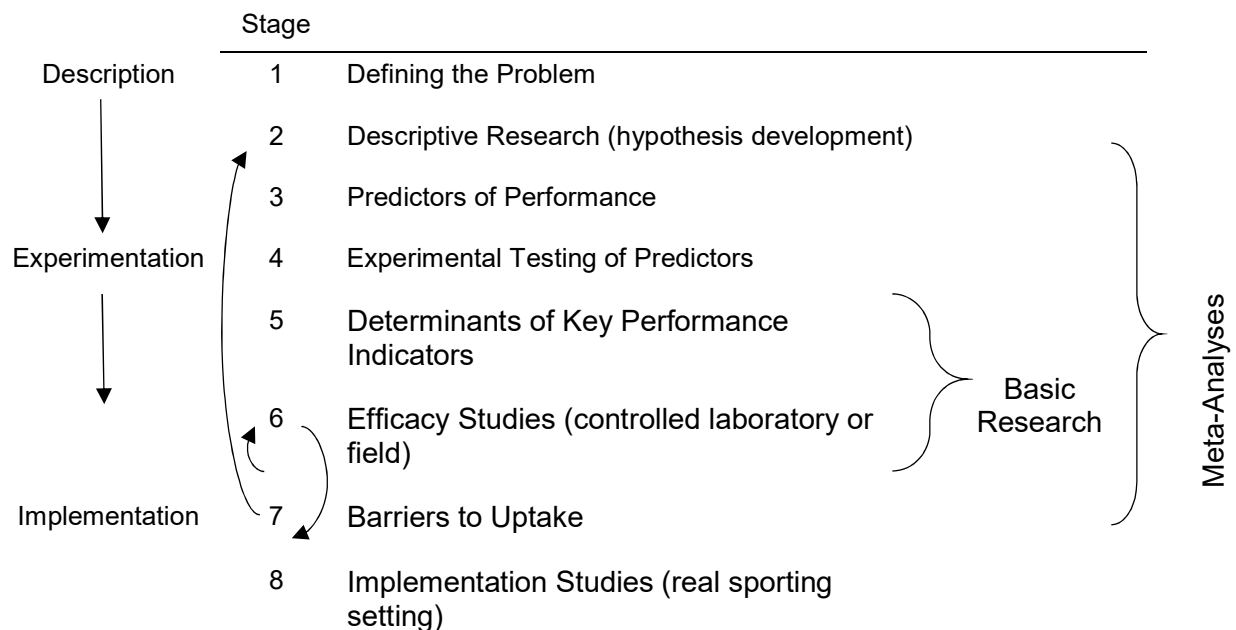 Stage
Description 1 Defining the Problem
2 Descriptive Research (hypothesis development)
3 Predictors of Performance
Experimentation 4 Experimental Testing of Predictors
5 Determinants of Key Performance
Indicators
Basic
Research
Meta-Analyses
6 Efficacy Studies (controlled laboratory or
field)
Implementation 7 Barriers to Uptake
8 Implementation Studies (real sporting
setting)